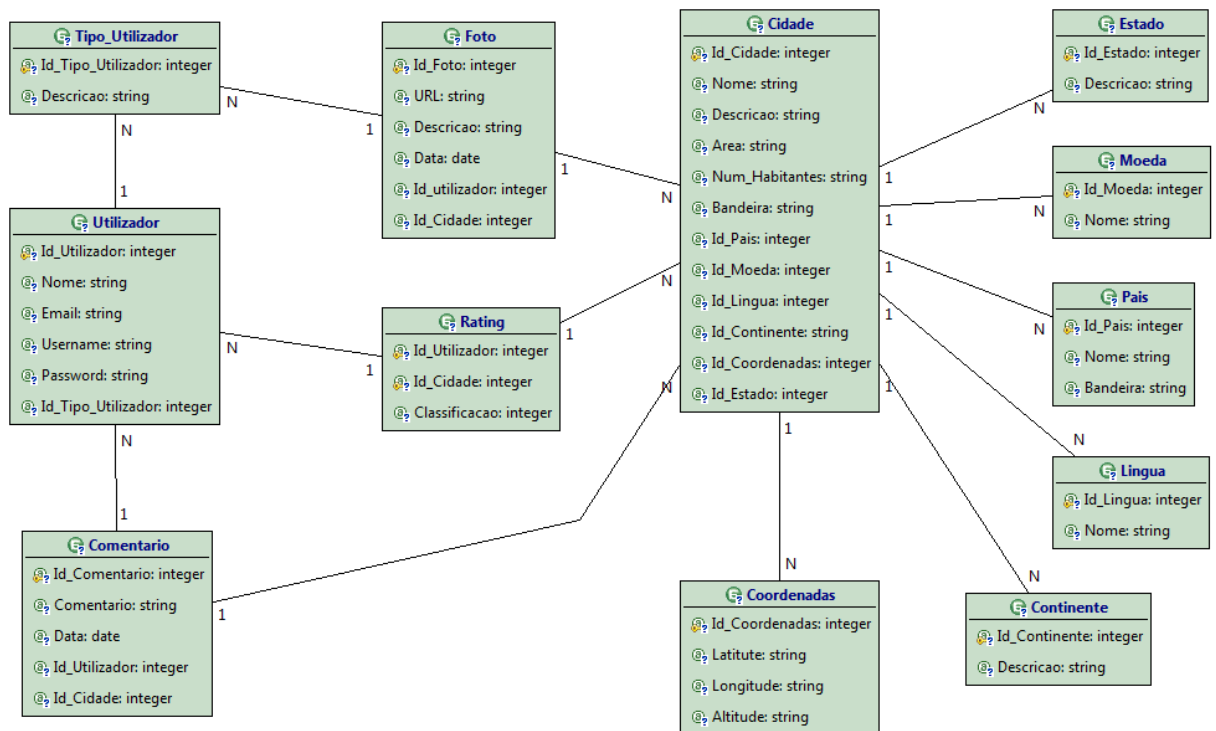 Tipo_Utilizador
Id_Tipo_Utilizador: integer
Descricao: string
N
N
1
Foto
Id_Foto: integer
URL: string
Descricao: string
Data: date
Id_utilizador: integer
Id_Cidade: integer
1
1
N
Cidade
Id_Cidade: integer
Nome: string
Descricao: string
Area: string
Num_Habitantes: string
Bandeira: string
Id_Pais: integer
Id_Moeda: integer
Id_Lingua: integer
Id_Continente: string
Id_Coordenadas: integer
Id_Estado: integer
1
N
1
N
1
N
1
N
1
N
1
N
N
N
Estado
Id_Estado: integer
Descricao: string
Moeda
Id_Moeda: integer
Nome: string
Pais
Id_Pais: integer
Nome: string
Bandeira: string
Lingua
Id_Lingua: integer
Nome: string
Utilizador
Id_Utilizador: integer
Nome: string
Email: string
Username: string
Password: string
Id_Tipo_Utilizador: integer
N
N
1
Rating
Id_Utilizador: integer
Id_Cidade: integer
Classificacao: integer
1
1
Comentario
Id_Comentario: integer
Comentario: string
Data: date
Id_Utilizador: integer
Id_Cidade: integer
1
Coordenadas
Id_Coordenadas: integer
Latitute: string
Longitude: string
Altitude: string
Continente
Id_Continente: integer
Descricao: string